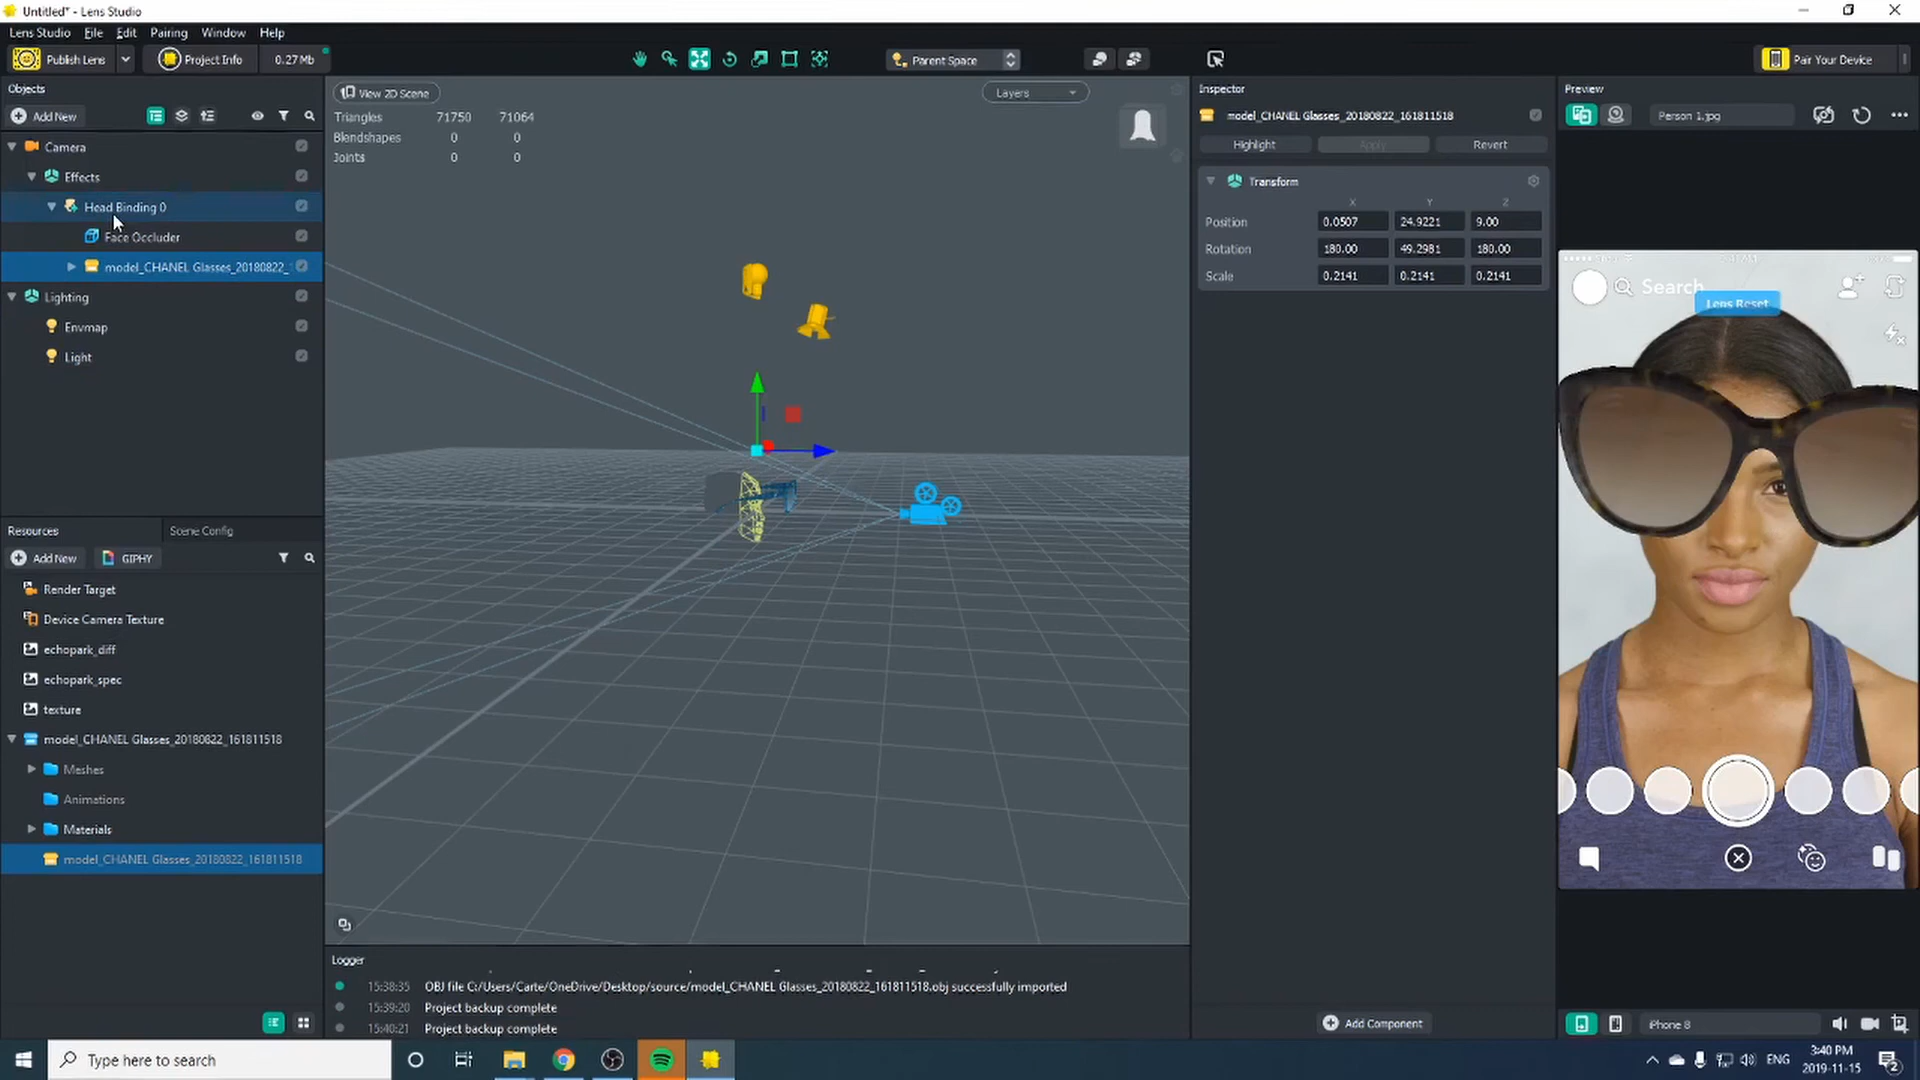 Untitled* - Lens Studio
Lens Studio File Edit Pairing Window Help
Publish Lens Project Info 0.27 Mb Parent Space Pair Your Device
Objects
Add New
Camera
Effects
Head Binding 0
Face Occluder
model_CHANEL Glasses_20180822_
Lighting
Envmap
Light
Resources Scene Config
Add New GIPHY
Render Target
Device Camera Texture
echopark_diff
echopark_spec
texture
model_CHANEL Glasses_20180822_161811518
Meshes
Animations
Materials
model_CHANEL Glasses_20180822_161811518
View 2D Scene Layers
Triangles 71750 71064
Blendshapes 0 0
Joints 0 0
Logger
15:38:35 OBJ file C:/Users/Carte/OneDrive/Desktop/source/model_CHANEL Glasses_20180822_161811518.obj successfully imported
15:39:20 Project backup complete
15:40:21 Project backup complete
Inspector
model_CHANEL Glasses_20180822_161811518
Highlight Apply Revert
Transform
X Y Z
Position 0.0507 24.9221 9.00
Rotation 180.00 49.2981 180.00
Scale 0.2141 0.2141 0.2141
Add Component
Preview
Person 1.jpg
Search
Lens Reset
iPhone 8
Type here to search
ENG
3:40 PM
2019-11-15
2